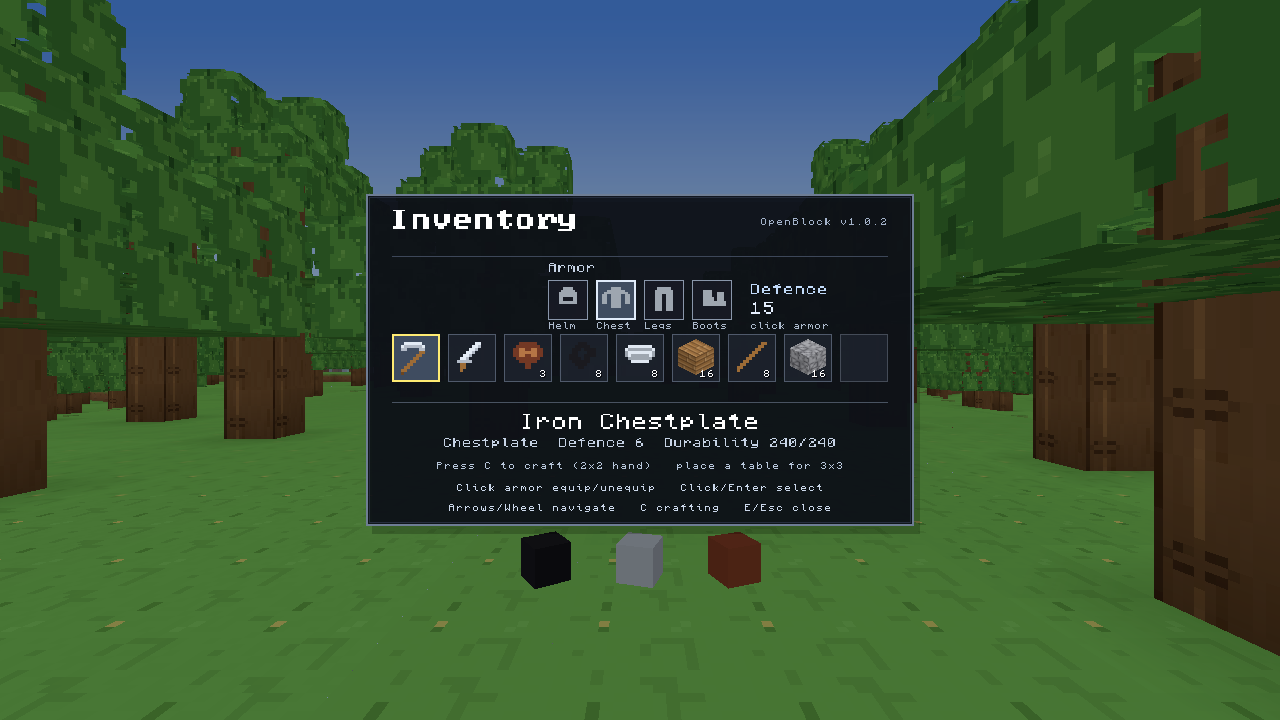 Inventory
OpenBlock v1.0.2
Armor
Defence
15
Helm Chest Legs Boots click armor
3 8 8 16 8 16
Iron Chestplate
Chestplate Defence 6 Durability 240/240
Press C to craft (2x2 hand) place a table for 3x3
Click armor equip/unequip Click/Enter select
Arrows/Wheel navigate C crafting E/Esc close